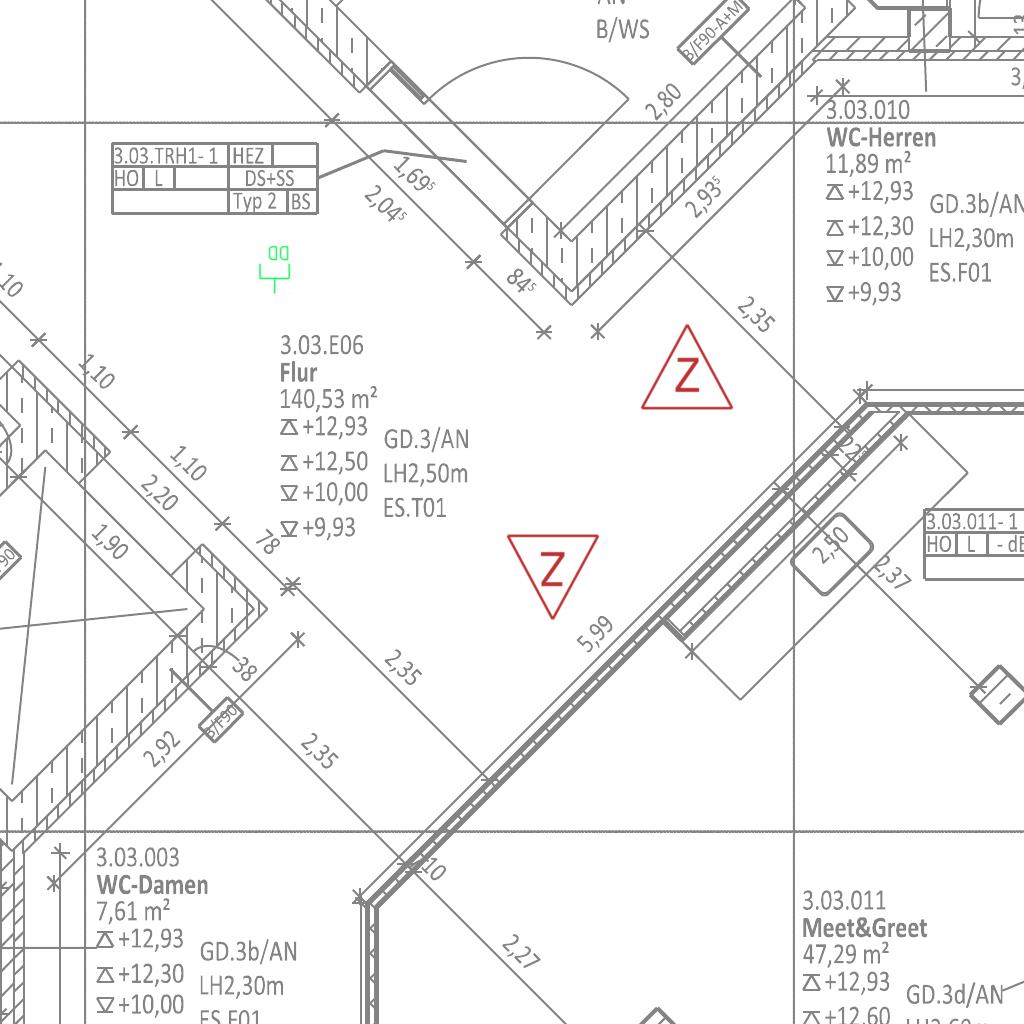 AN
B/WS
B/F90-A+M
2,80
3.03.010
WC-Herren
11,89 m²
+12,93
+12,30
+10,00
+9,93
GD.3b/AN
LH2,30m
ES.F01
3.03.TRH1- 1 HEZ
HO L DS+SS
Typ 2 BS
1,69⁵
2,04⁵
2,93⁵
84⁵
2,35
,10
1,10
3.03.E06
Flur
140,53 m²
+12,93
+12,50
+10,00
+9,93
GD.3/AN
LH2,50m
ES.T01
Z
Z
1,10
2,20
78
1,90
2,50
2,37
3.03.011- 1
HO L - dB
5,99
38
2,35
B/F90
2,92
2,35
10
3.03.003
WC-Damen
7,61 m²
+12,93
+12,30
+10,00
GD.3b/AN
LH2,30m
ES.F01
2,27
3.03.011
Meet&Greet
47,29 m²
+12,93
+12,60
GD.3d/AN